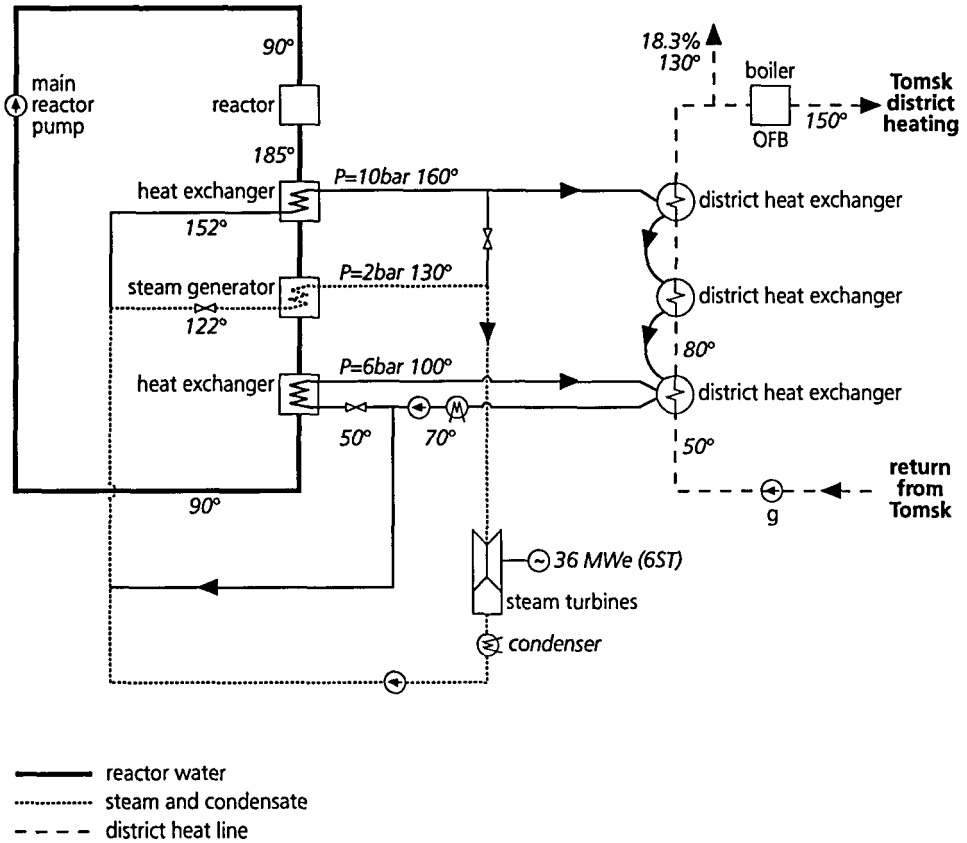 90°
main
reactor
pump
reactor
185°
heat exchanger
152°
P=10bar 160°
steam generator
122°
P=2bar 130°
heat exchanger
P=6bar 100°
50°
70°
90°
18.3%
130°
boiler
OFB
150°
Tomsk
district
heating
district heat exchanger
district heat exchanger
80°
district heat exchanger
50°
return
from
Tomsk
g
~ 36 MWe (6ST)
steam turbines
condenser
reactor water
steam and condensate
district heat line